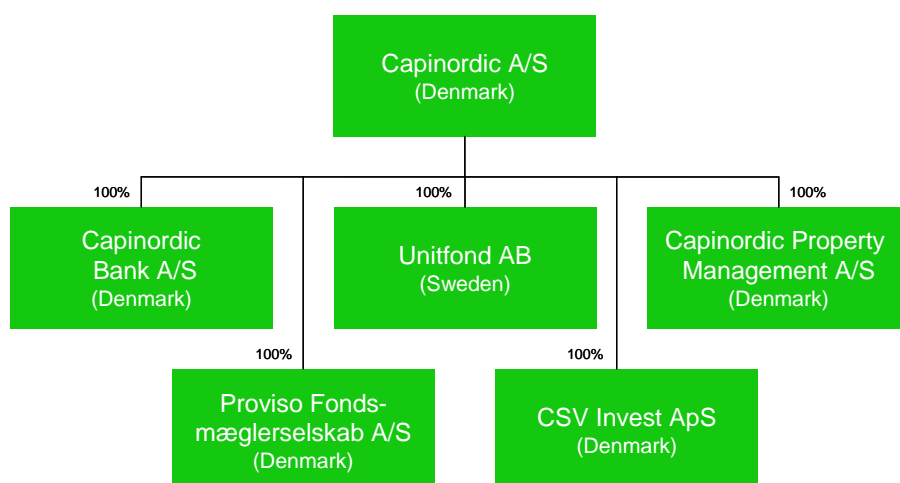 Capinordic A/S
(Denmark)
100%
100%
100%
Capinordic
Bank A/S
(Denmark)
Unitfond AB
(Sweden)
Capinordic Property
Management A/S
(Denmark)
100%
100%
Proviso Fonds-
mæglerselskab A/S
(Denmark)
CSV Invest ApS
(Denmark)